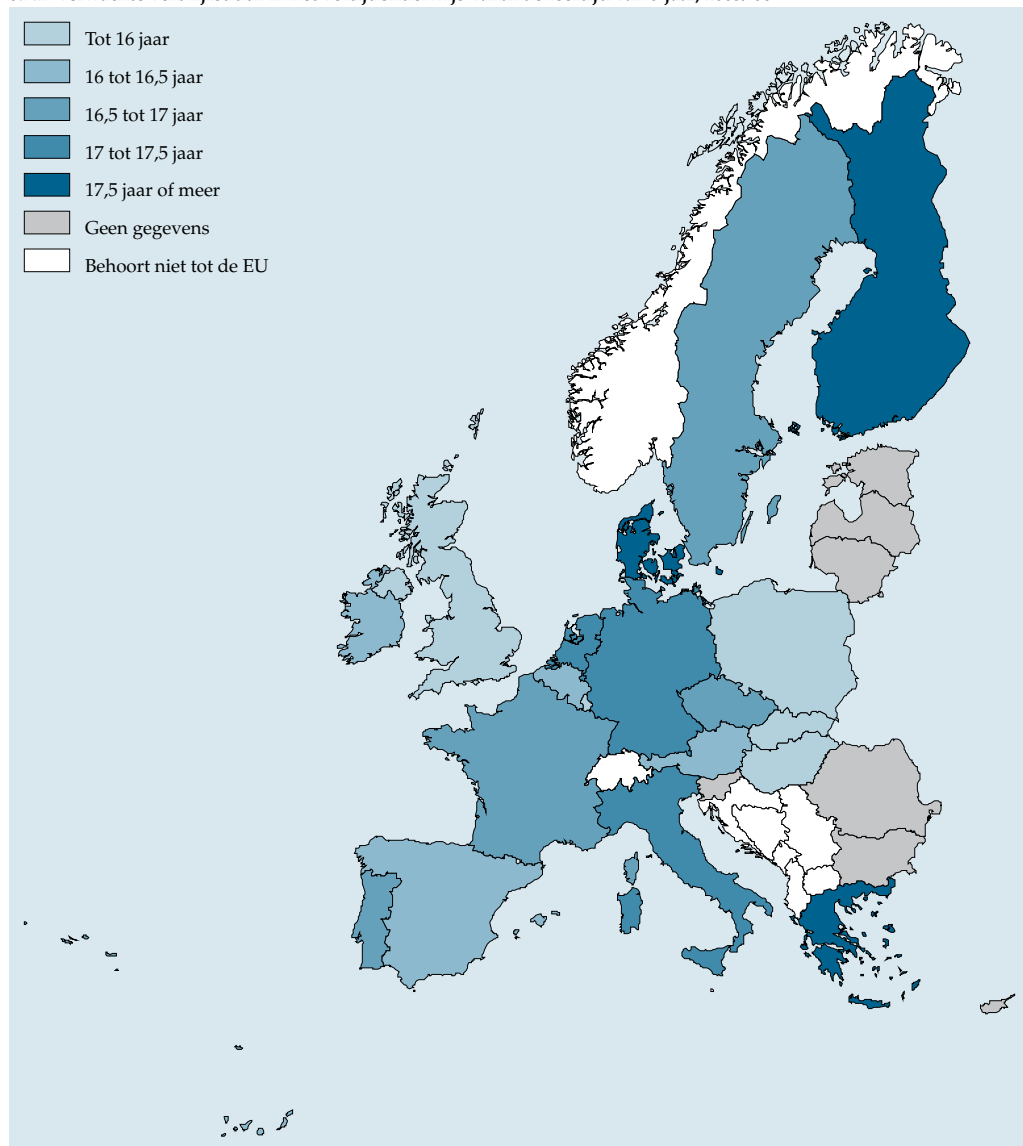 Tot 16 jaar
16 tot 16,5 jaar
16,5 tot 17 jaar
17 tot 17,5 jaar
17,5 jaar of meer
Geen gegevens
Behoort niet tot de EU